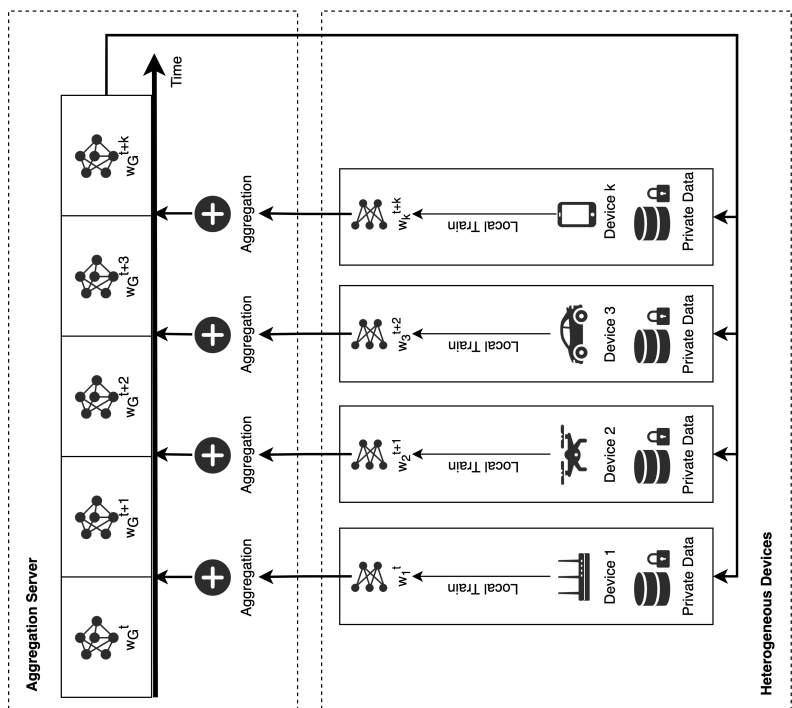 Aggregation Server
w_G^t
w_G^{t+1}
w_G^{t+2}
w_G^{t+3}
w_G^{t+k}
Time
Aggregation
Aggregation
Aggregation
Aggregation
w_1^t
w_2^{t+1}
w_3^{t+2}
w_k^{t+k}
Local Train
Local Train
Local Train
Local Train
Device 1
Device 2
Device 3
Device k
Private Data
Private Data
Private Data
Private Data
Heterogeneous Devices